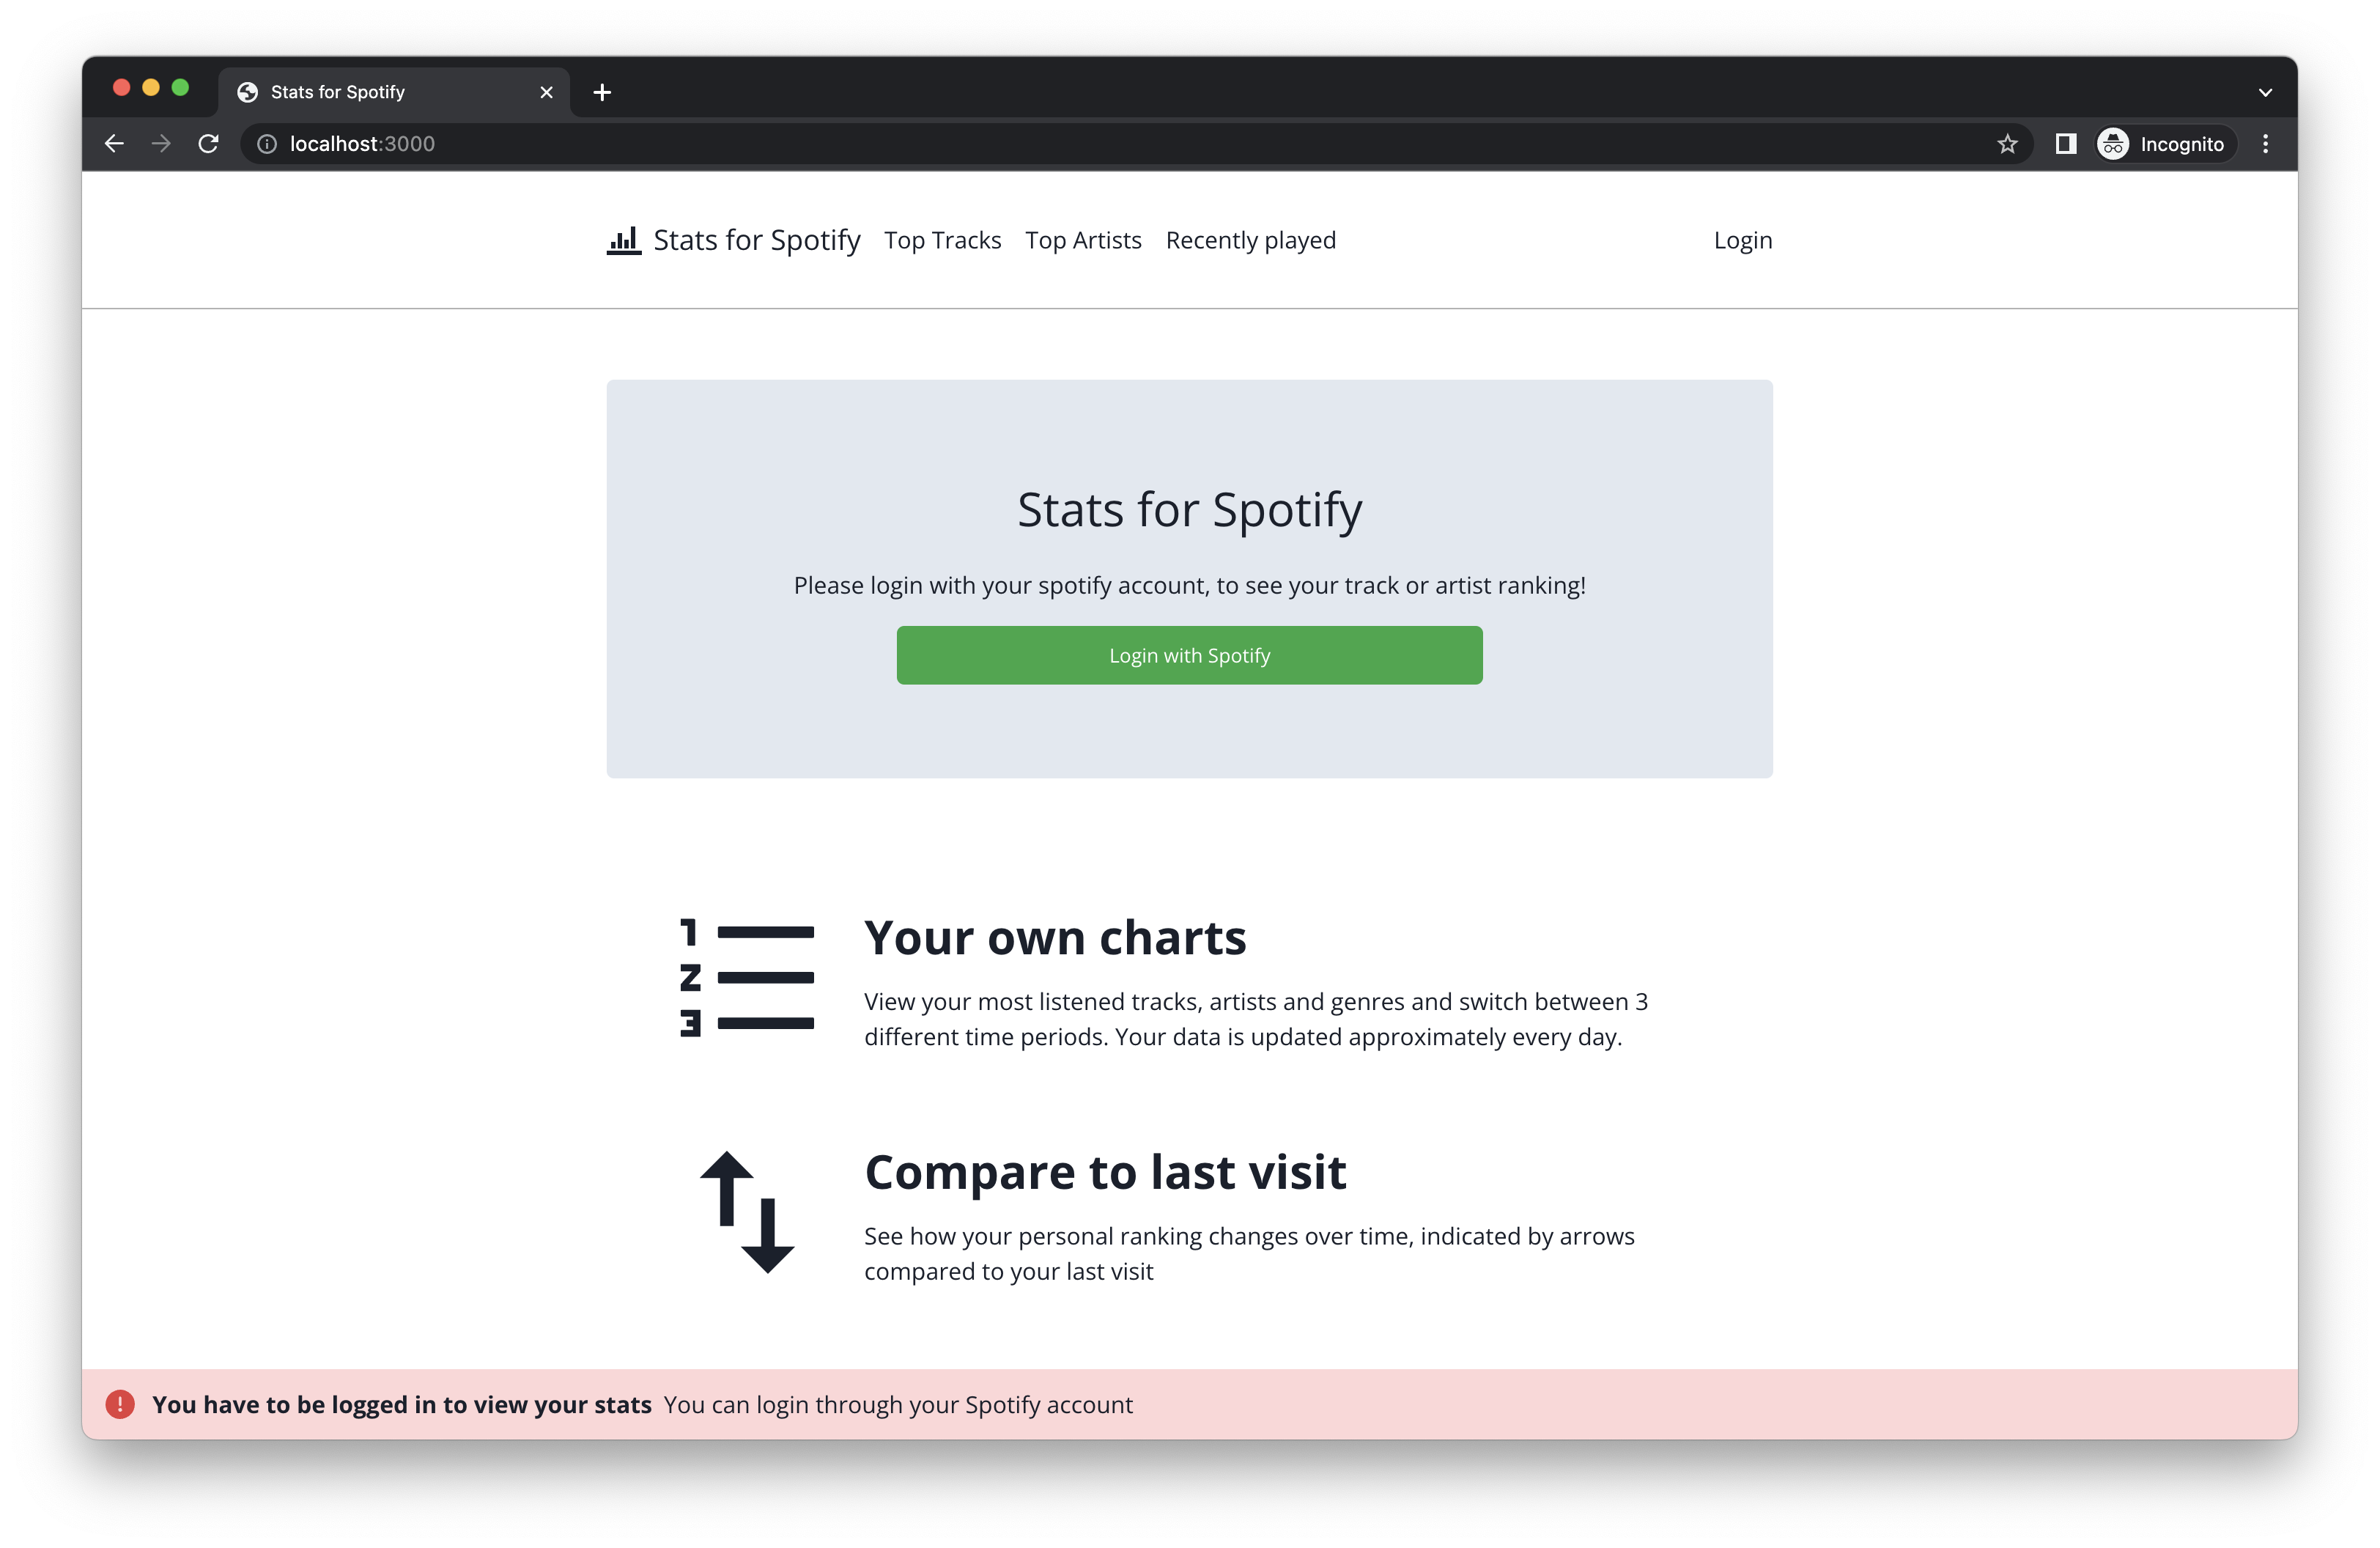 Stats for Spotify
localhost:3000
Incognito
Stats for Spotify Top Tracks Top Artists Recently played Login
Stats for Spotify
Please login with your spotify account, to see your track or artist ranking!
Login with Spotify
1
2
3
Your own charts
View your most listened tracks, artists and genres and switch between 3
different time periods. Your data is updated approximately every day.
Compare to last visit
See how your personal ranking changes over time, indicated by arrows
compared to your last visit
You have to be logged in to view your stats You can login through your Spotify account